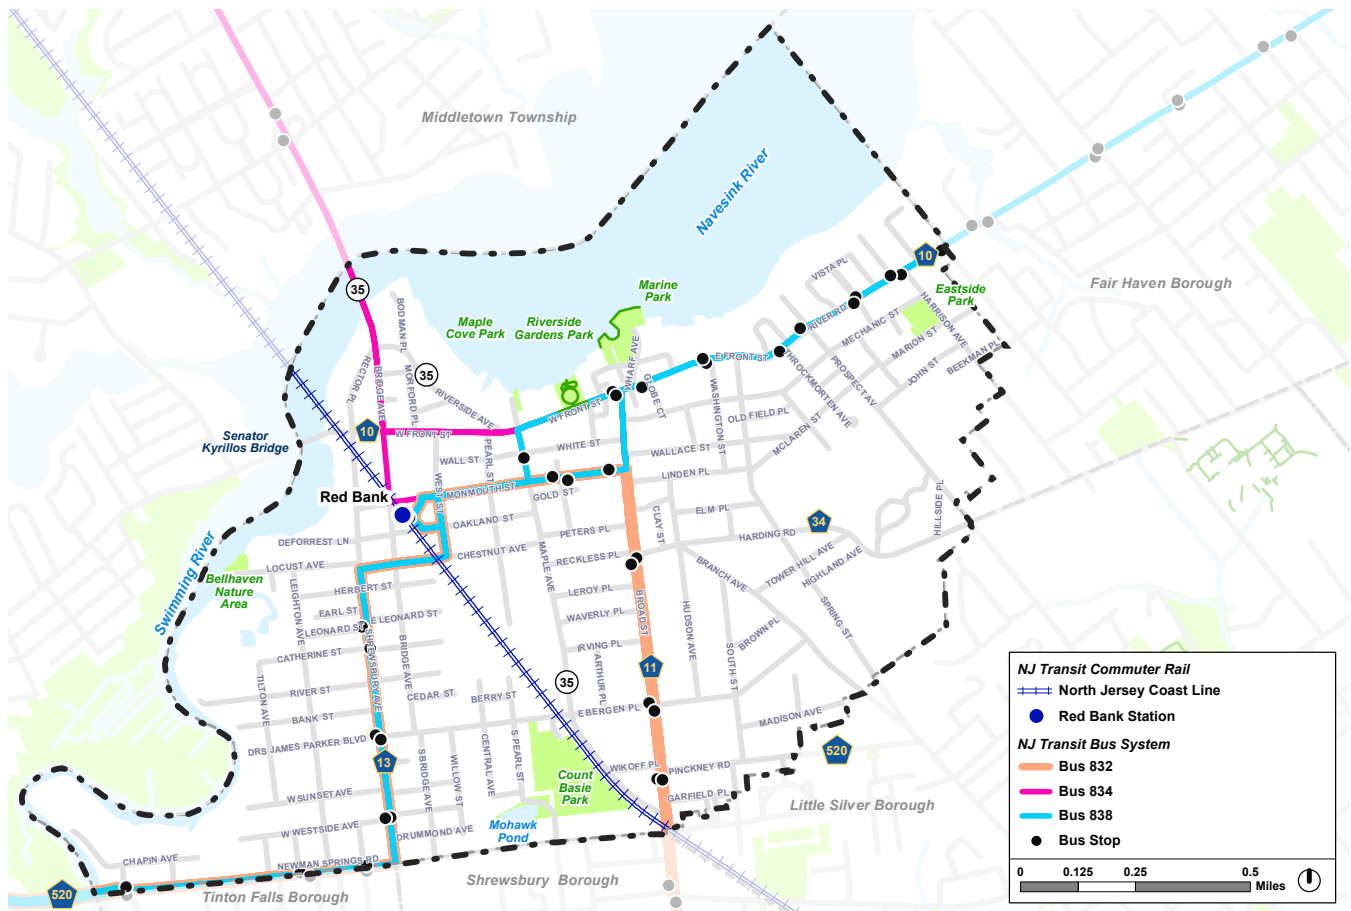 Middletown Township
Navesink River
Fair Haven Borough
VISTA PL
10
Eastside
Park
HARRISON AVE
Marine
Park
35
Maple
Cove Park
Riverside
Gardens Park
BODMAN PL
RIVER RD
MECHANIC ST
MARION ST
BEEKMAN PL
JOHN ST
E FRONT ST
WHARF AVE
GLOBE CT
THROCKMORTEN AVE
PROSPECT AV
RECTOR PL
BRIDGE AVE
MORFORD PL
35
RIVERSIDE AVE
W FRONT ST
WASHINGTON ST
OLD FIELD PL
MCLAREN ST
10
W FRONT ST
Senator
Kyrillos Bridge
WALL ST
PEARL ST
WHITE ST
WALLACE ST
LINDEN PL
Red Bank
WEST ST
MONMOUTH ST
GOLD ST
OAKLAND ST
CLAY ST
ELM PL
34
HILLSIDE PL
PETERS PL
HARDING RD
DEFORREST LN
CHESTNUT AVE
MAPLE AVE
RECKLESS PL
TOWER HILL AVE
HIGHLAND AVE
BRANCH AVE
LOCUST AVE
Swimming River
Bellhaven
Nature
Area
LEIGHTON AVE
HERBERT ST
LEROY PL
BROAD ST
HUDSON AVE
SPRING ST
EARL ST
E LEONARD ST
LEONARD ST
WAVERLY PL
BROWN PL
SHREWSBURY AVE
BRIDGE AVE
CATHERINE ST
IRVING PL
ARTHUR PL
SOUTH ST
11
35
TILTON AVE
RIVER ST
CEDAR ST
BERRY ST
E BERGEN PL
BANK ST
MADISON AVE
DRS JAMES PARKER BLVD
S PEARL ST
CENTRAL AVE
S BRIDGE AVE
WILLOW ST
13
520
WIKOFF PL
PINCKNEY RD
Count
Basie
Park
GARFIELD PL
W SUNSET AVE
Little Silver Borough
Mohawk
Pond
W WESTSIDE AVE
DRUMMOND AVE
CHAPIN AVE
NEWMAN SPRINGS RD
520
Tinton Falls Borough
Shrewsbury Borough
NJ Transit Commuter Rail
North Jersey Coast Line
Red Bank Station
NJ Transit Bus System
Bus 832
Bus 834
Bus 838
Bus Stop
0 0.125 0.25 0.5
Miles